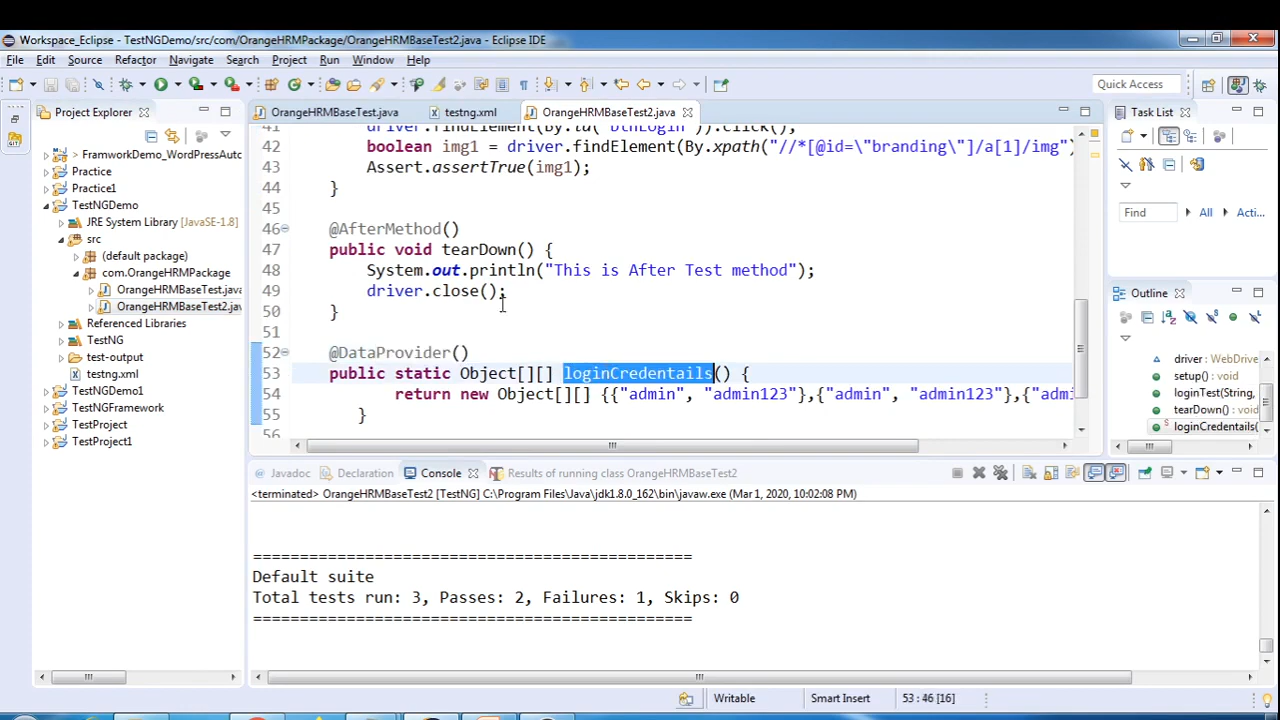 Workspace_Eclipse - TestNGDemo/src/com/OrangeHRMPackage/OrangeHRMBaseTest2.java - Eclipse IDE
File Edit Source Refactor Navigate Search Project Run Window Help
Quick Access
Project Explorer
OrangeHRMBaseTest.java
testng.xml
OrangeHRMBaseTest2.java
Task List
> FramworkDemo_WordPressAuto
Practice
Practice1
TestNGDemo
JRE System Library [JavaSE-1.8]
src
(default package)
com.OrangeHRMPackage
OrangeHRMBaseTest.java
OrangeHRMBaseTest2.jav
Referenced Libraries
TestNG
test-output
testng.xml
TestNGDemo1
TestNGFramework
TestProject
TestProject1
42 boolean img1 = driver.findElement(By.xpath("//*[@id=\"branding\"]/a[1]/img")
43 Assert.assertTrue(img1);
44 }
45
46 @AfterMethod()
47 public void tearDown() {
48 System.out.println("This is After Test method");
49 driver.close();
50 }
51
52 @DataProvider()
53 public static Object[][] loginCredentails() {
54 return new Object[][] {{"admin", "admin123"},{"admin", "admin123"},{"adm
55 }
56
Find All Acti...
Outline
driver : WebDrive
setup() : void
loginTest(String,
tearDown() : void
S loginCredentails(
Javadoc Declaration Console Results of running class OrangeHRMBaseTest2
<terminated> OrangeHRMBaseTest2 [TestNG] C:\Program Files\Java\jdk1.8.0_162\bin\javaw.exe (Mar 1, 2020, 10:02:08 PM)
===============================================
Default suite
Total tests run: 3, Passes: 2, Failures: 1, Skips: 0
===============================================
Writable Smart Insert 53 : 46 [16]